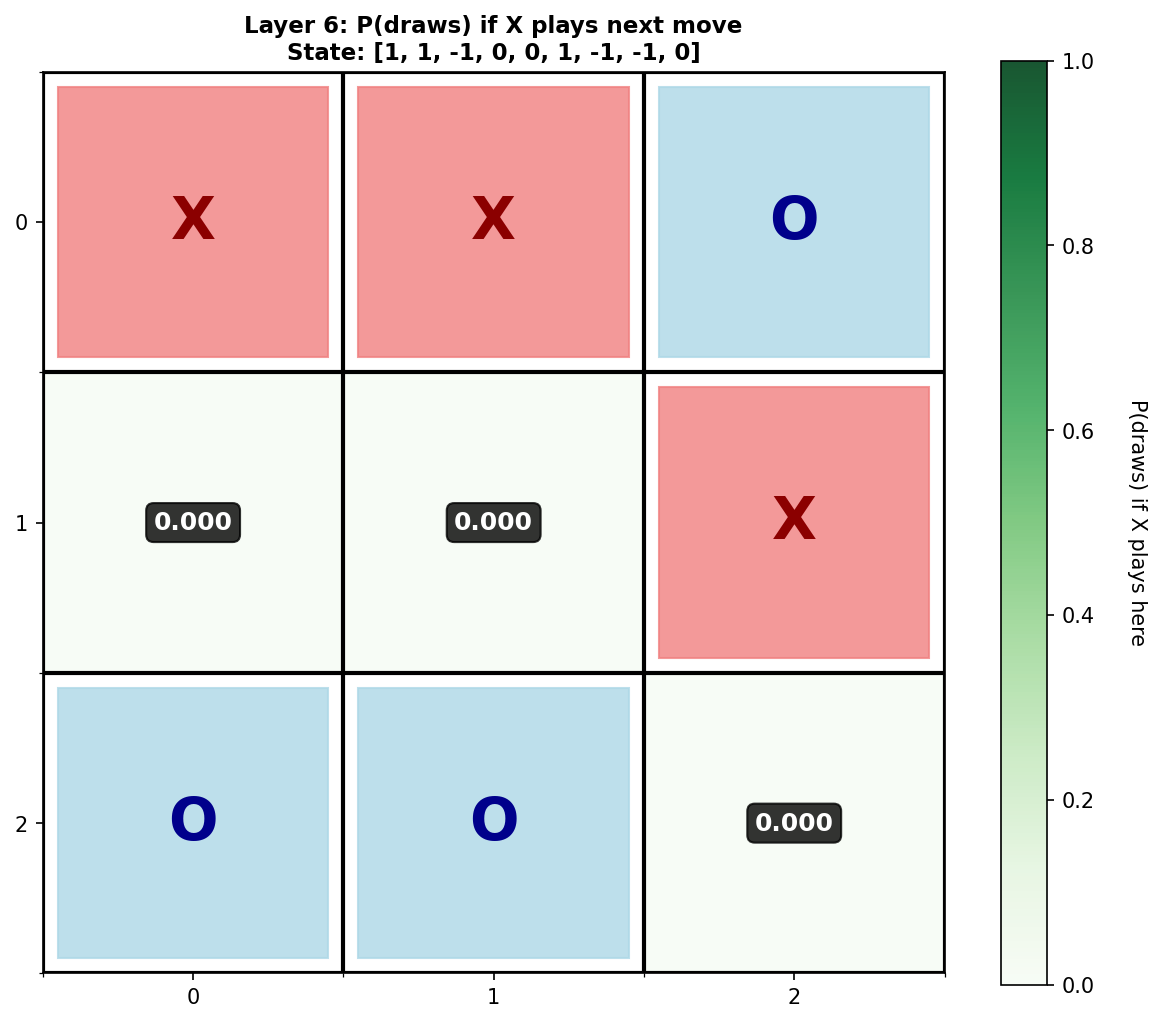 Layer 6: P(draws) if X plays next move
State: [1, 1, -1, 0, 0, 1, -1, -1, 0]
X X O
0
0.000 0.000 X
1
O O 0.000
2
0 1 2
1.0
0.8
0.6
0.4
0.2
0.0
P(draws) if X plays here